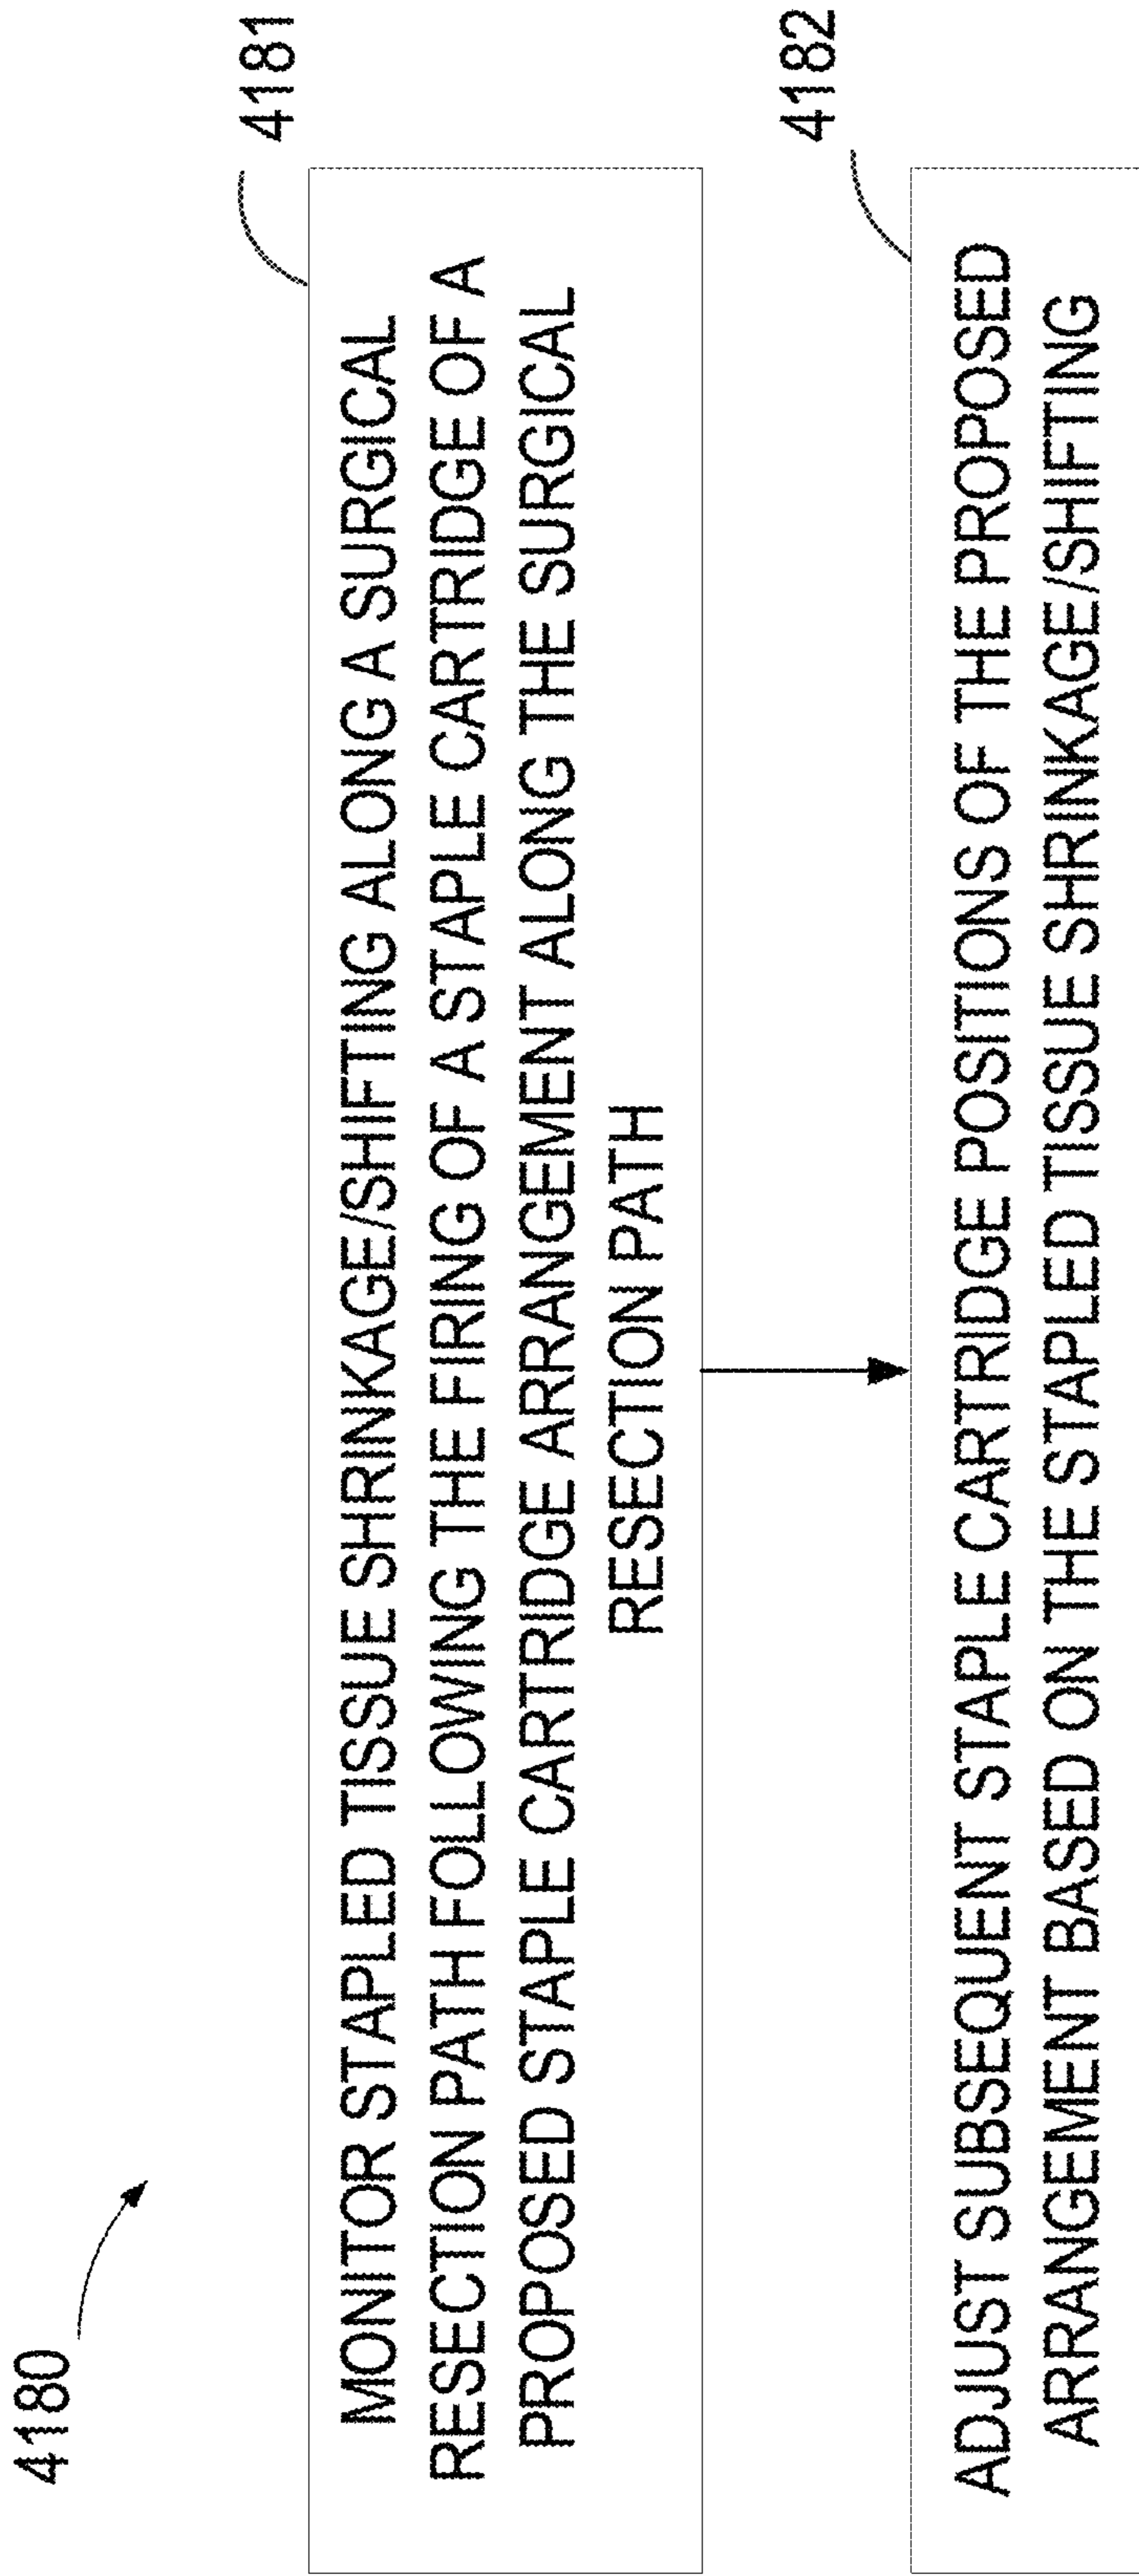 4180
4181
MONITOR STAPLED TISSUE SHRINKAGE/SHIFTING ALONG A SURGICAL
RESECTION PATH FOLLOWING THE FIRING OF A STAPLE CARTRIDGE OF A
PROPOSED STAPLE CARTRIDGE ARRANGEMENT ALONG THE SURGICAL
RESECTION PATH
4182
ADJUST SUBSEQUENT STAPLE CARTRIDGE POSITIONS OF THE PROPOSED
ARRANGEMENT BASED ON THE STAPLED TISSUE SHRINKAGE/SHIFTING